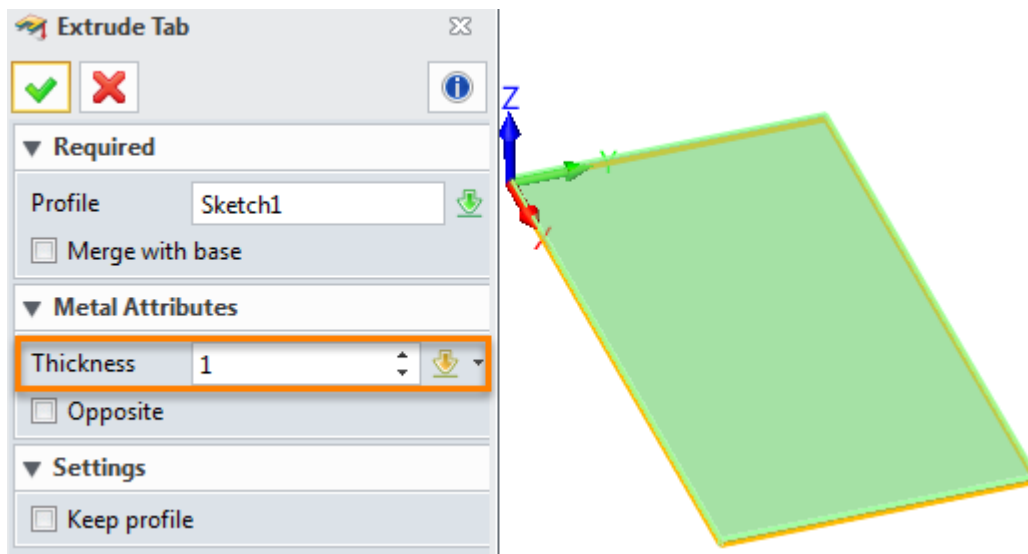 Extrude Tab
Required
Profile Sketch1
Merge with base
Metal Attributes
Thickness 1
Opposite
Settings
Keep profile
Z
Y
X